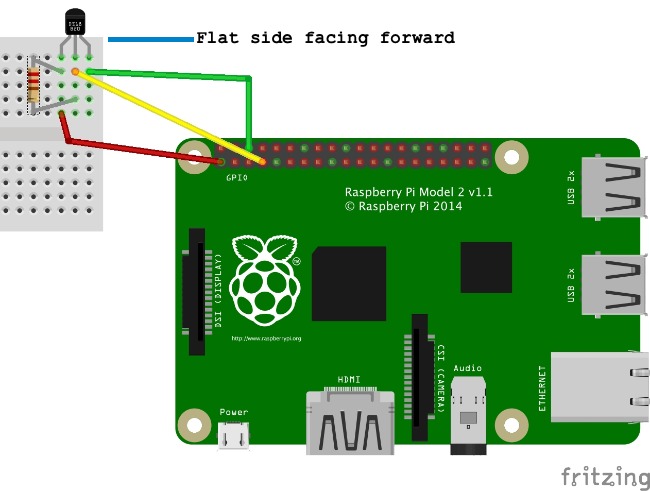 Flat side facing forward
GPIO
Raspberry Pi Model 2 v1.1
© Raspberry Pi 2014
USB 2x
DSI (DISPLAY)
http://www.raspberrypi.org
USB 2x
HDMI
CSI (CAMERA)
Audio
ETHERNET
Power
fritzing